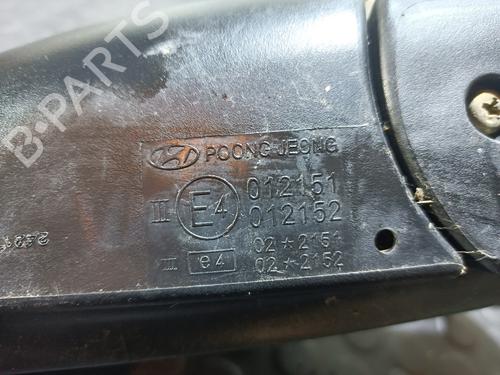 B·PARTS
POONG JEONG
II E4 012151
012152
02*2151
III e4 02*2152